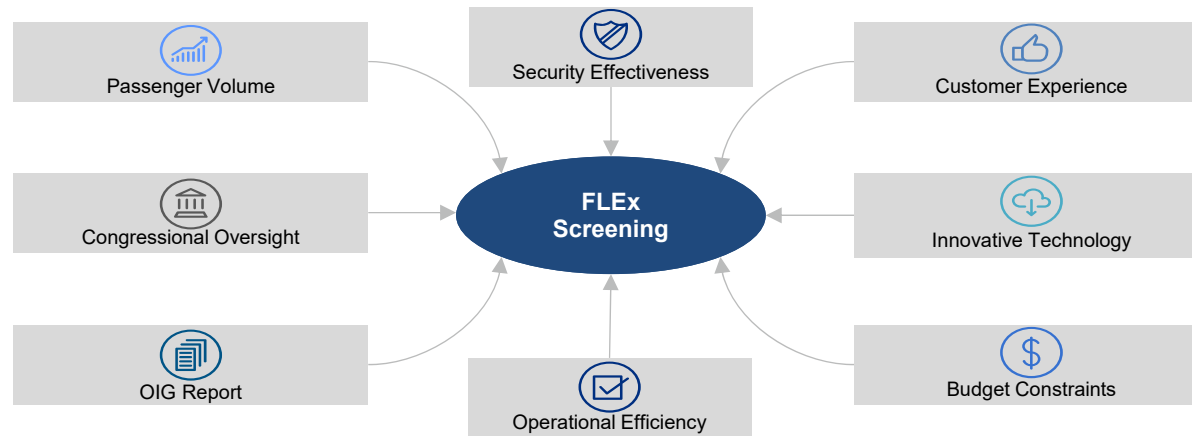 Passenger Volume
Security Effectiveness
Customer Experience
Congressional Oversight
FLEx
Screening
Innovative Technology
OIG Report
Operational Efficiency
Budget Constraints